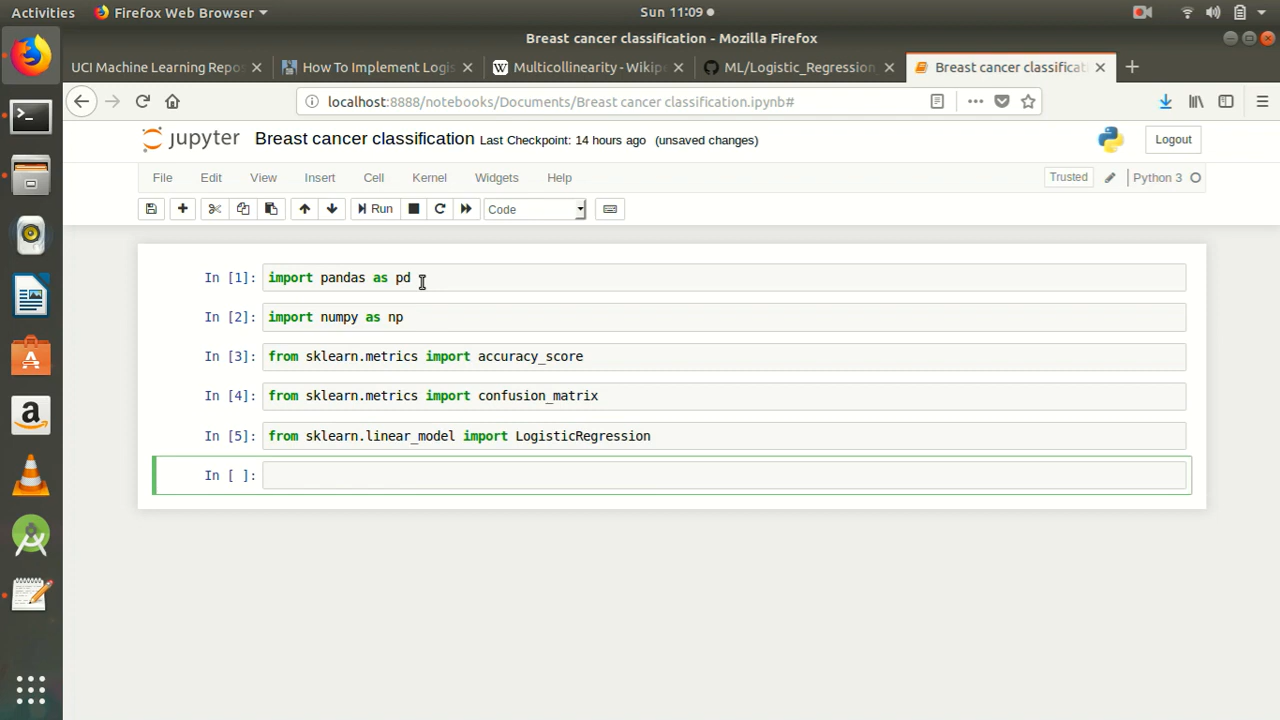 Activities Firefox Web Browser Sun 11:09
Breast cancer classification - Mozilla Firefox
UCI Machine Learning Repos How To Implement Logis Multicollinearity - Wikipe ML/Logistic_Regression Breast cancer classificat
localhost:8888/notebooks/Documents/Breast cancer classification.ipynb#
jupyter Breast cancer classification Last Checkpoint: 14 hours ago (unsaved changes) Logout
File Edit View Insert Cell Kernel Widgets Help Trusted Python 3
Run Code
In [1]: import pandas as pd
In [2]: import numpy as np
In [3]: from sklearn.metrics import accuracy_score
In [4]: from sklearn.metrics import confusion_matrix
In [5]: from sklearn.linear_model import LogisticRegression
In [ ]: